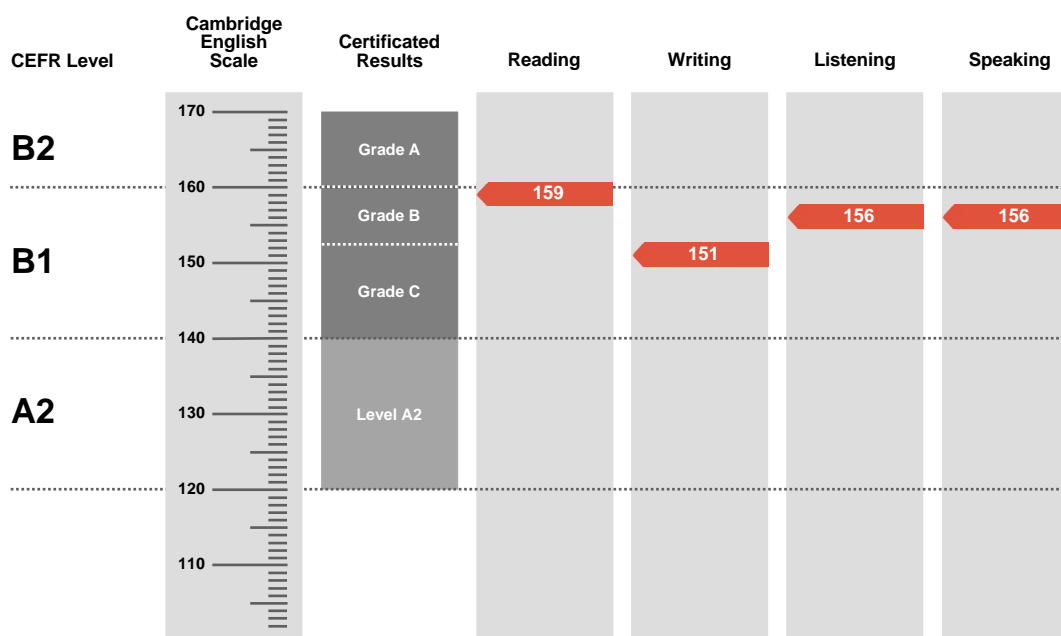 CEFR Level
Cambridge
English
Scale
Certificated
Results
Reading
Writing
Listening
Speaking
170
B2
Grade A
160
159
Grade B
156
156
B1
150
151
Grade C
140
A2
130
Level A2
120
110